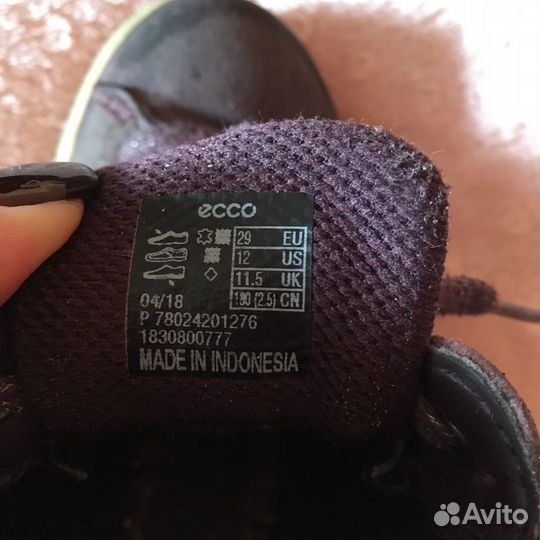 ecco
29 EU
12 US
11.5 UK
180 (2.5) CN
04/18
P 78024201276
1830800777
MADE IN INDONESIA
Avito